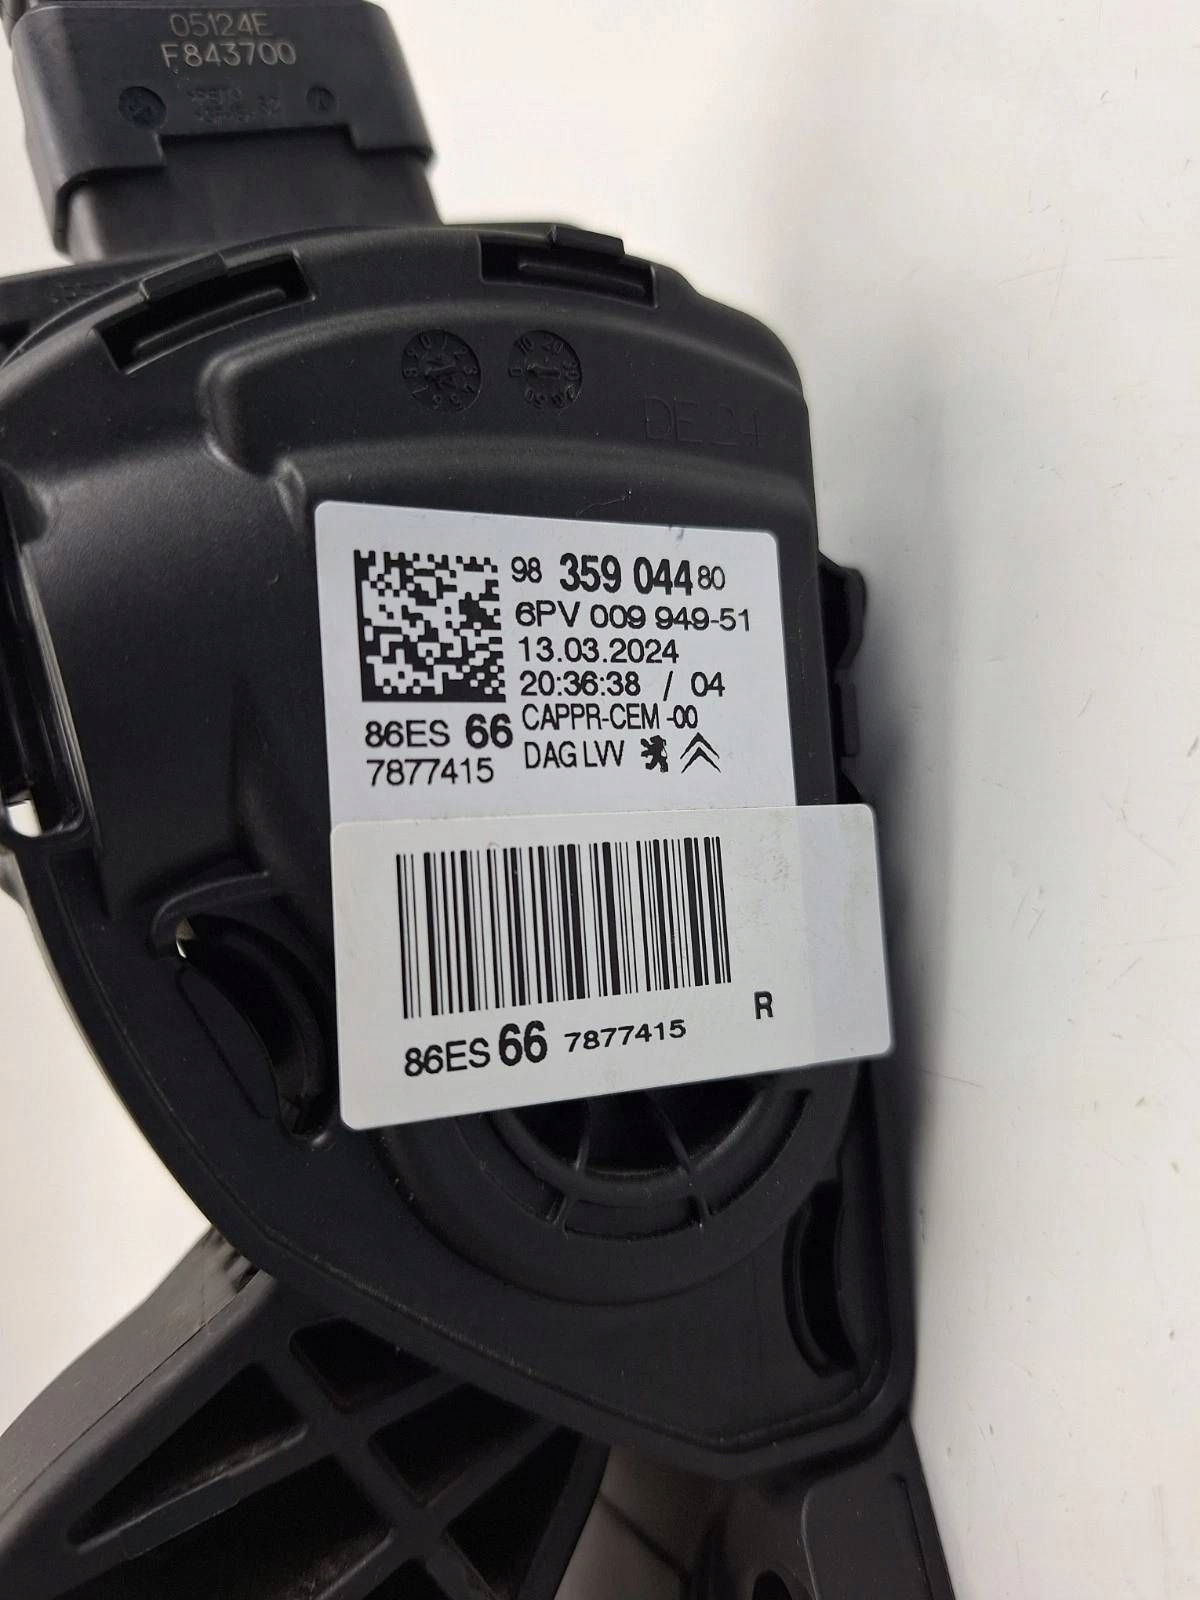 05124E
F843700
DE 24
98 359 044 80
6PV 009 949-51
13.03.2024
20:36:38 / 04
CAPPR-CEM -00
DAG LVV
86ES 66
7877415
86ES 66 7877415
R